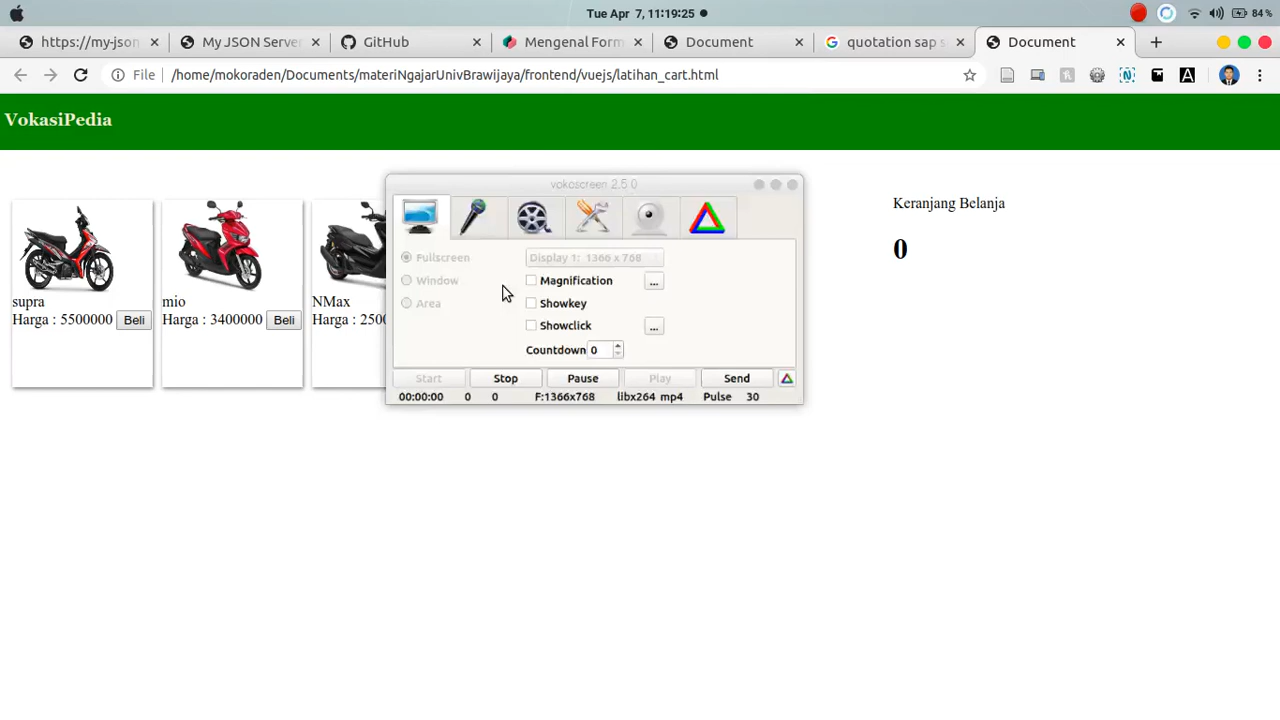 Tue Apr 7, 11:19:25
84 %
https://my-json
My JSON Server
GitHub
Mengenal Form
Document
quotation sap s
Document
File
/home/mokoraden/Documents/materiNgajarUnivBrawijaya/frontend/vuejs/latihan_cart.html
VokasiPedia
supra
Harga : 5500000 Beli
mio
Harga : 3400000 Beli
NMax
Harga : 2500
Keranjang Belanja
0
vokoscreen 2.5.0
Fullscreen
Display 1: 1366 x 768
Window
Magnification
...
Area
Showkey
Showclick
...
Countdown 0
Start Stop Pause Play Send
00:00:00 0 0 F:1366x768 libx264 mp4 Pulse 30